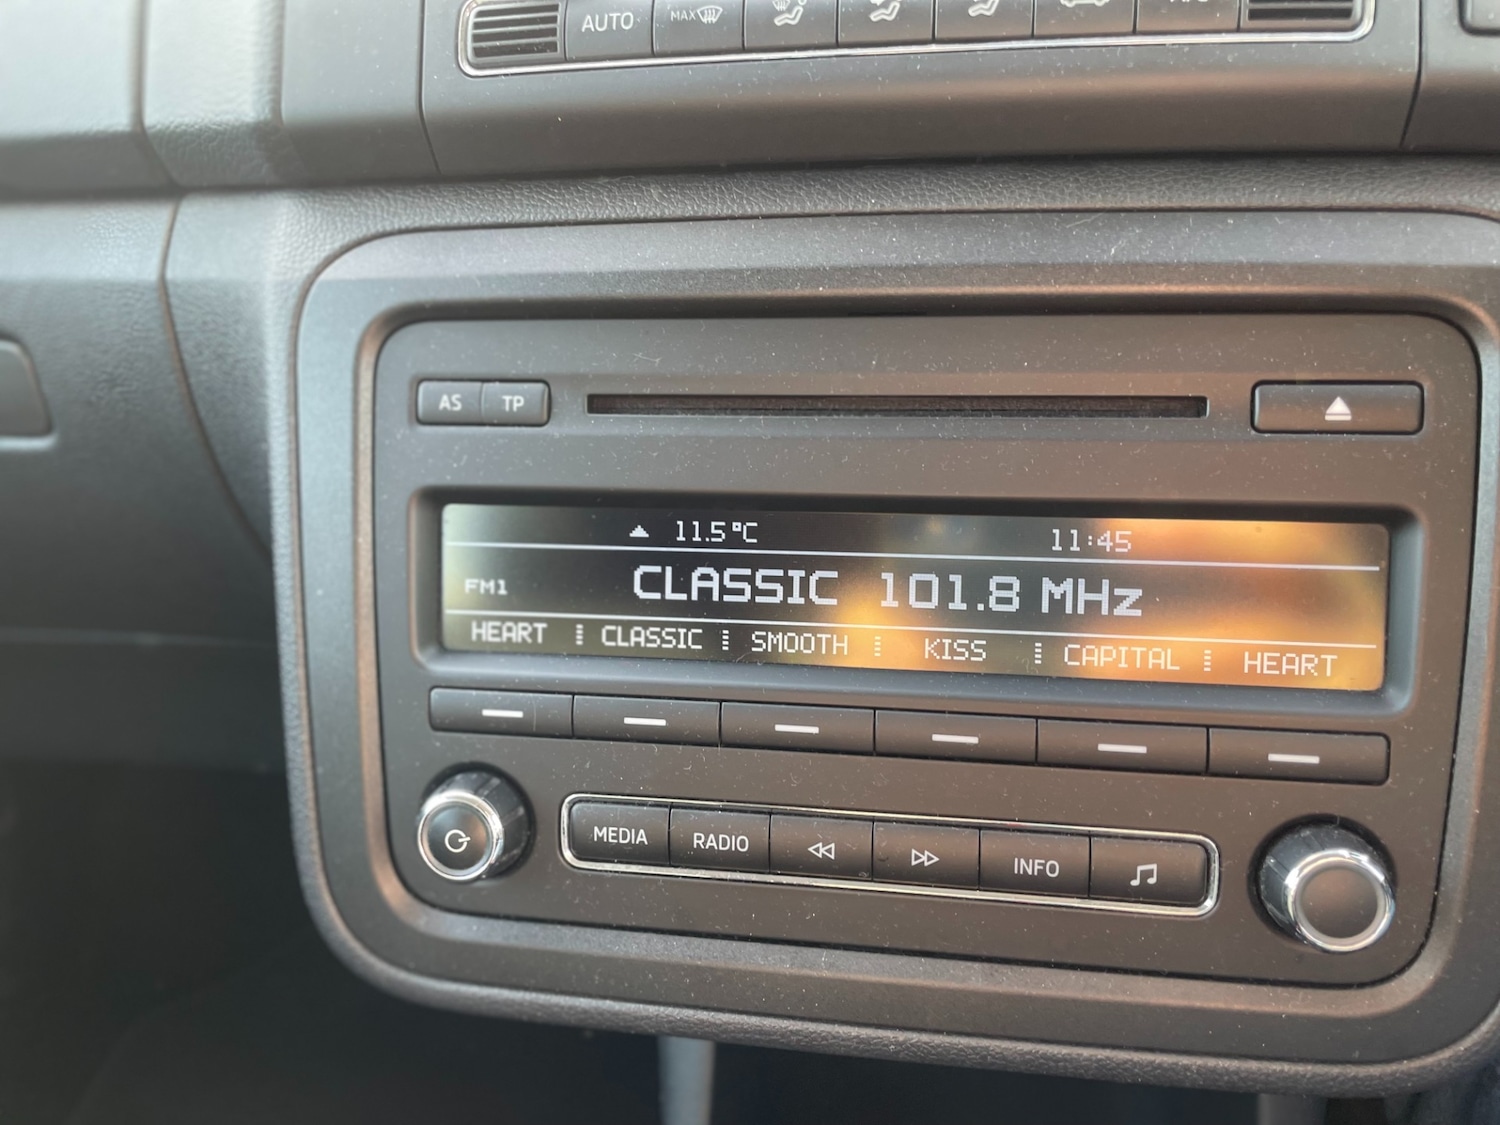 AUTO MAX
AS TP
11.5°C 11:45
FM1 CLASSIC 101.8 MHz
HEART CLASSIC SMOOTH KISS CAPITAL HEART
MEDIA RADIO INFO